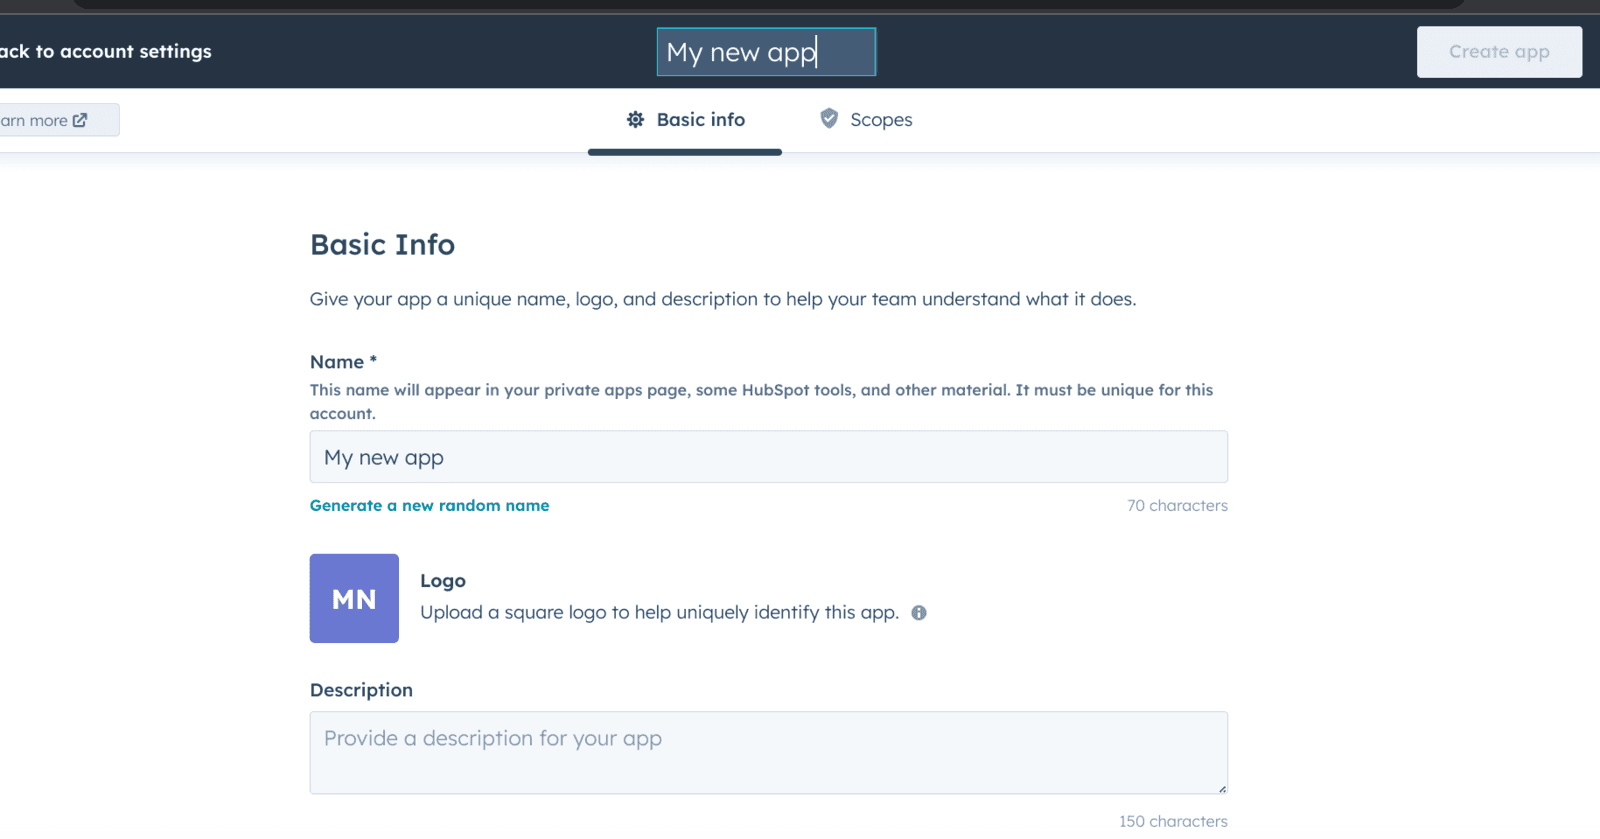 ack to account settings
My new app
Create app
arn more
Basic info
Scopes
Basic Info
Give your app a unique name, logo, and description to help your team understand what it does.
Name *
This name will appear in your private apps page, some HubSpot tools, and other material. It must be unique for this
account.
My new app
Generate a new random name
70 characters
MN
Logo
Upload a square logo to help uniquely identify this app.
Description
Provide a description for your app
150 characters